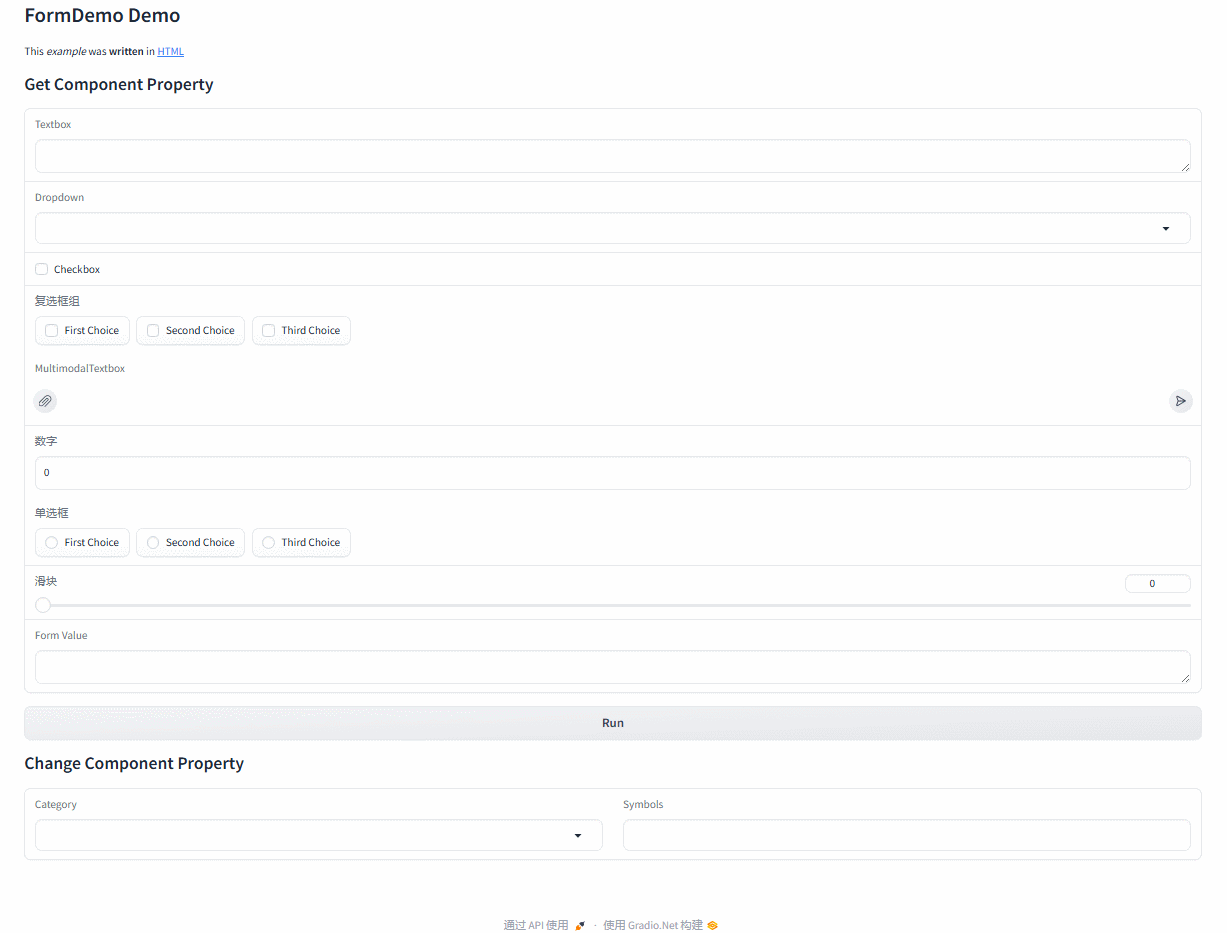 FormDemo Demo
This example was written in HTML
Get Component Property
Textbox
Dropdown
Checkbox
复选框组
First Choice Second Choice Third Choice
MultimodalTextbox
数字
0
单选框
First Choice Second Choice Third Choice
滑块 0
Form Value
Run
Change Component Property
Category Symbols
通过 API 使用 · 使用 Gradio.Net 构建